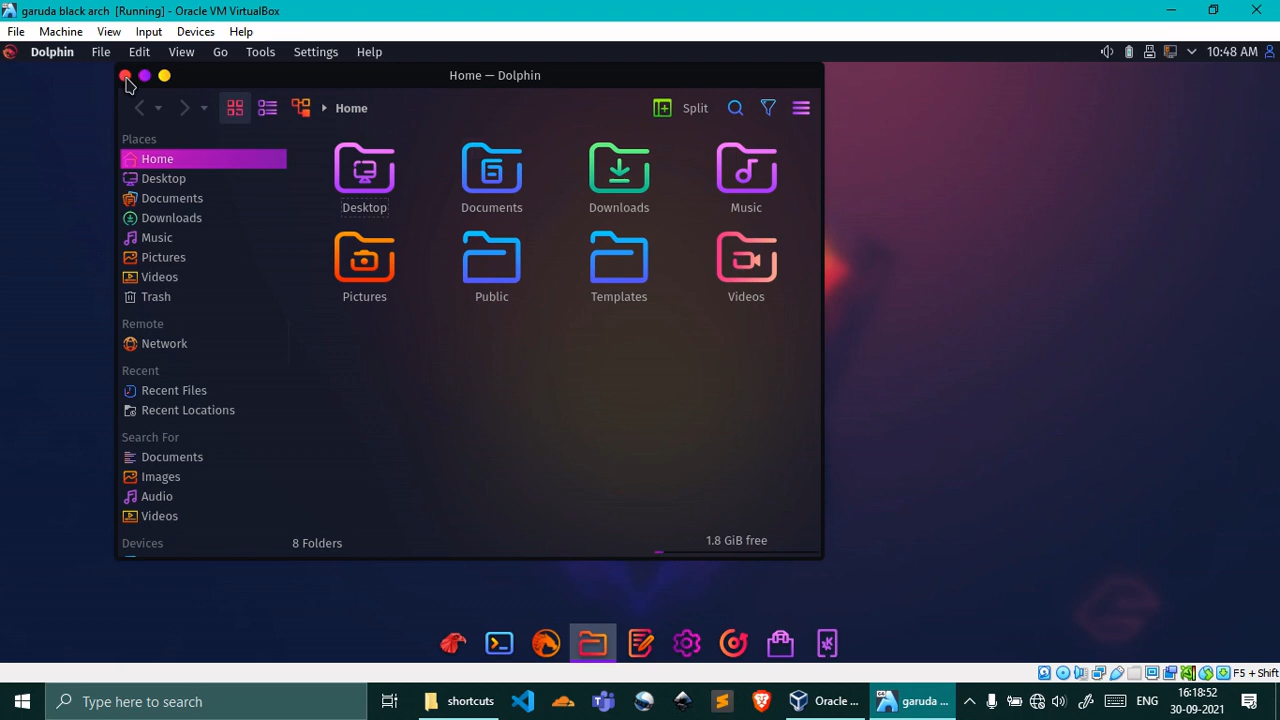 garuda black arch [Running] - Oracle VM VirtualBox
File Machine View Input Devices Help
Dolphin File Edit View Go Tools Settings Help 10:48 AM
Home — Dolphin
Home Split
Places
Home
Desktop
Documents
Downloads
Music
Pictures
Videos
Trash
Remote
Network
Recent
Recent Files
Recent Locations
Search For
Documents
Images
Audio
Videos
Devices
Desktop Documents Downloads Music
Pictures Public Templates Videos
8 Folders 1.8 GiB free
F5 + Shift
Type here to search shortcuts Oracle ... garuda ... ENG 16:18:52
30-09-2021